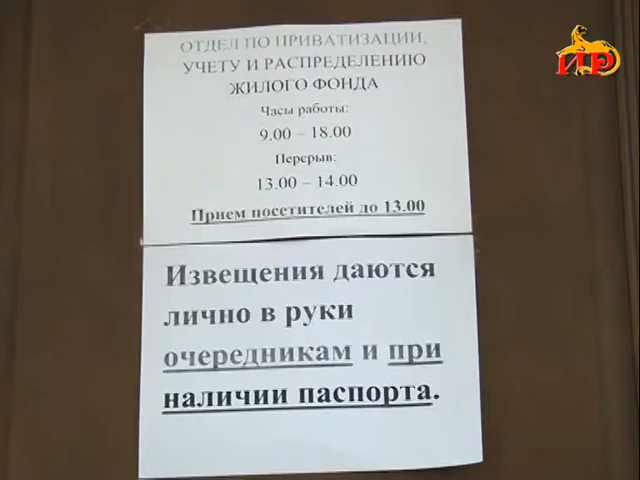 ОТДЕЛ ПО ПРИВАТИЗАЦИИ,
УЧЕТУ И РАСПРЕДЕЛЕНИЮ
ЖИЛОГО ФОНДА
Часы работы:
9.00 – 18.00
Перерыв:
13.00 – 14.00
Прием посетителей до 13.00
Извещения даются
лично в руки
очередникам и при
наличии паспорта.
ИР